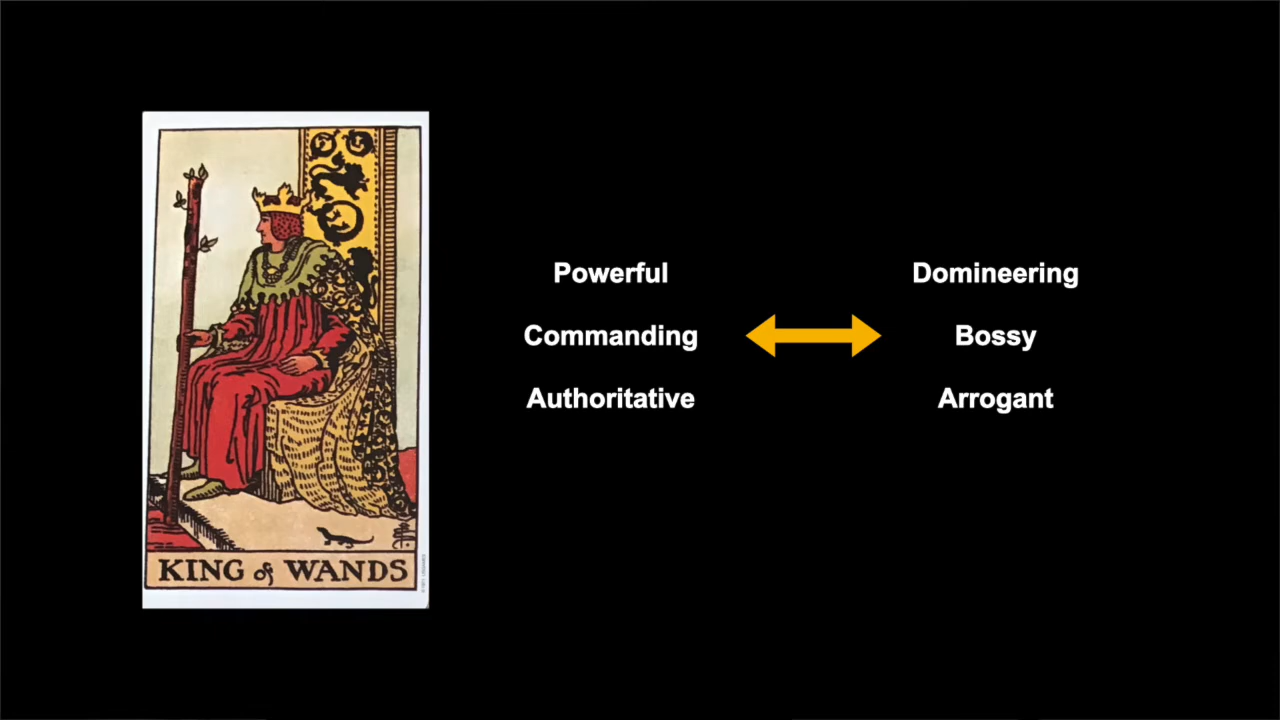 Powerful
Commanding
Authoritative
Domineering
Bossy
Arrogant
KING of WANDS